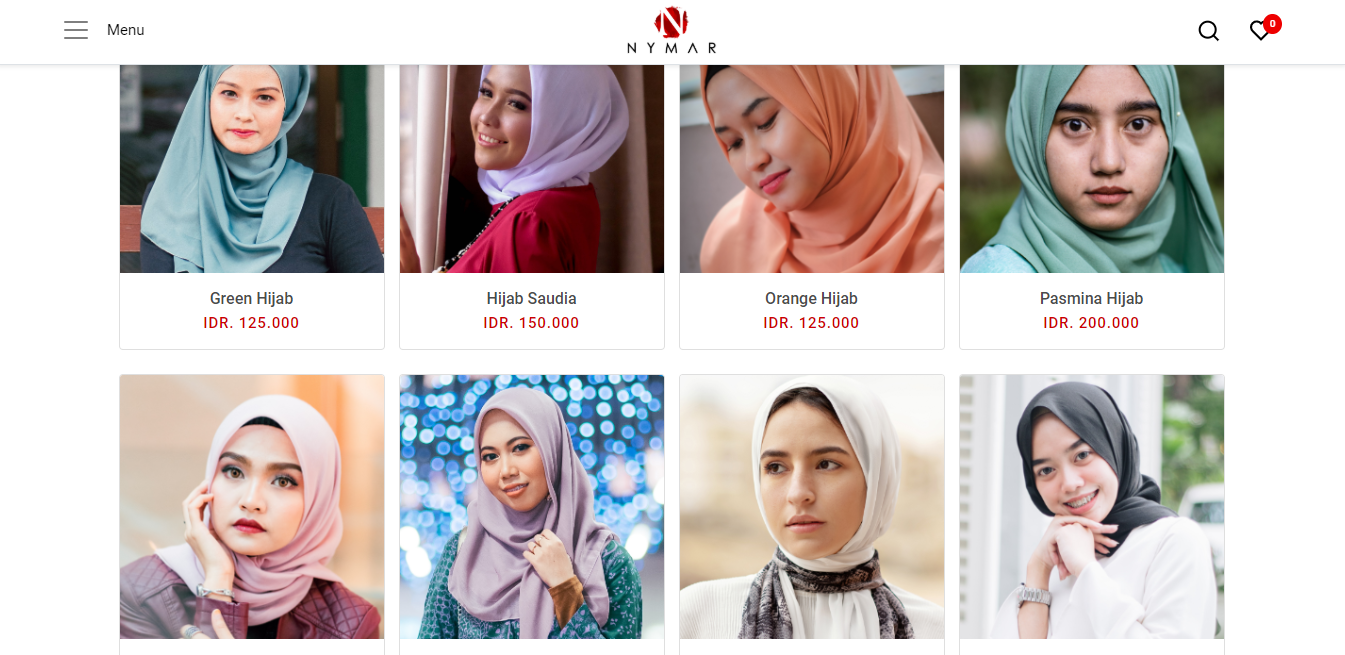 Menu
NYMAR
0
Green Hijab
IDR. 125.000
Hijab Saudia
IDR. 150.000
Orange Hijab
IDR. 125.000
Pasmina Hijab
IDR. 200.000